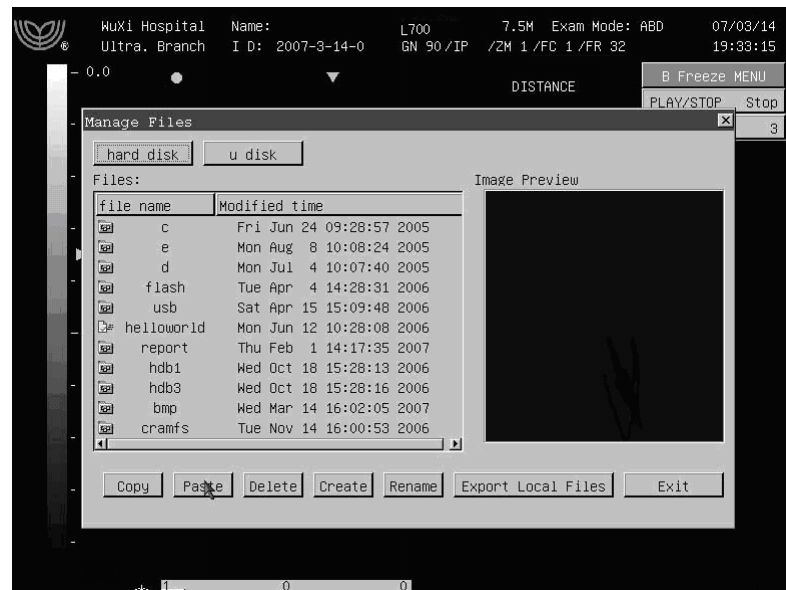 WuXi Hospital Name: L700 7.5M Exam Mode: ABD 07/03/14
Ultra. Branch I D: 2007-3-14-0 GN 90/IP /ZM 1 /FC 1 /FR 32 19:33:15
0.0
DISTANCE
B Freeze MENU
PLAY/STOP Stop
3
Manage Files
hard disk u disk
Files: Image Preview
file name Modified time
c Fri Jun 24 09:28:57 2005
e Mon Aug 8 10:08:24 2005
d Mon Jul 4 10:07:40 2005
flash Tue Apr 4 14:28:31 2006
usb Sat Apr 15 15:09:48 2006
helloworld Mon Jun 12 10:28:08 2006
report Thu Feb 1 14:17:35 2007
hdb1 Wed Oct 18 15:28:13 2006
hdb3 Wed Oct 18 15:28:16 2006
bmp Wed Mar 14 16:02:05 2007
cramfs Tue Nov 14 16:00:53 2006
Copy Paste Delete Create Rename Export Local Files Exit
1 0 0